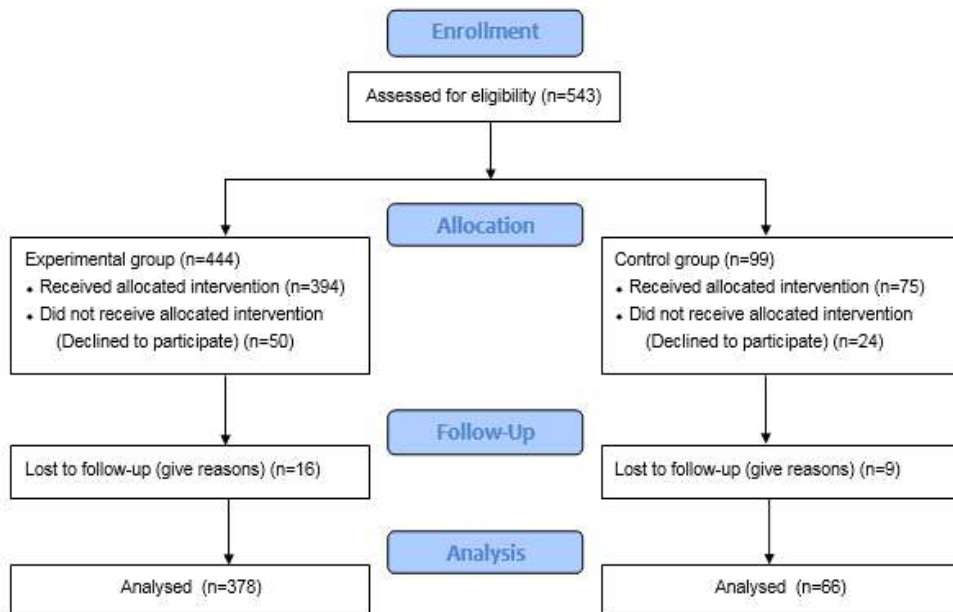 Enrollment
Assessed for eligibility (n=543)
Allocation
Experimental group (n=444)
• Received allocated intervention (n=394)
• Did not receive allocated intervention
(Declined to participate) (n=50)
Control group (n=99)
• Received allocated intervention (n=75)
• Did not receive allocated intervention
(Declined to participate) (n=24)
Follow-Up
Lost to follow-up (give reasons) (n=16)
Lost to follow-up (give reasons) (n=9)
Analysis
Analysed (n=378)
Analysed (n=66)